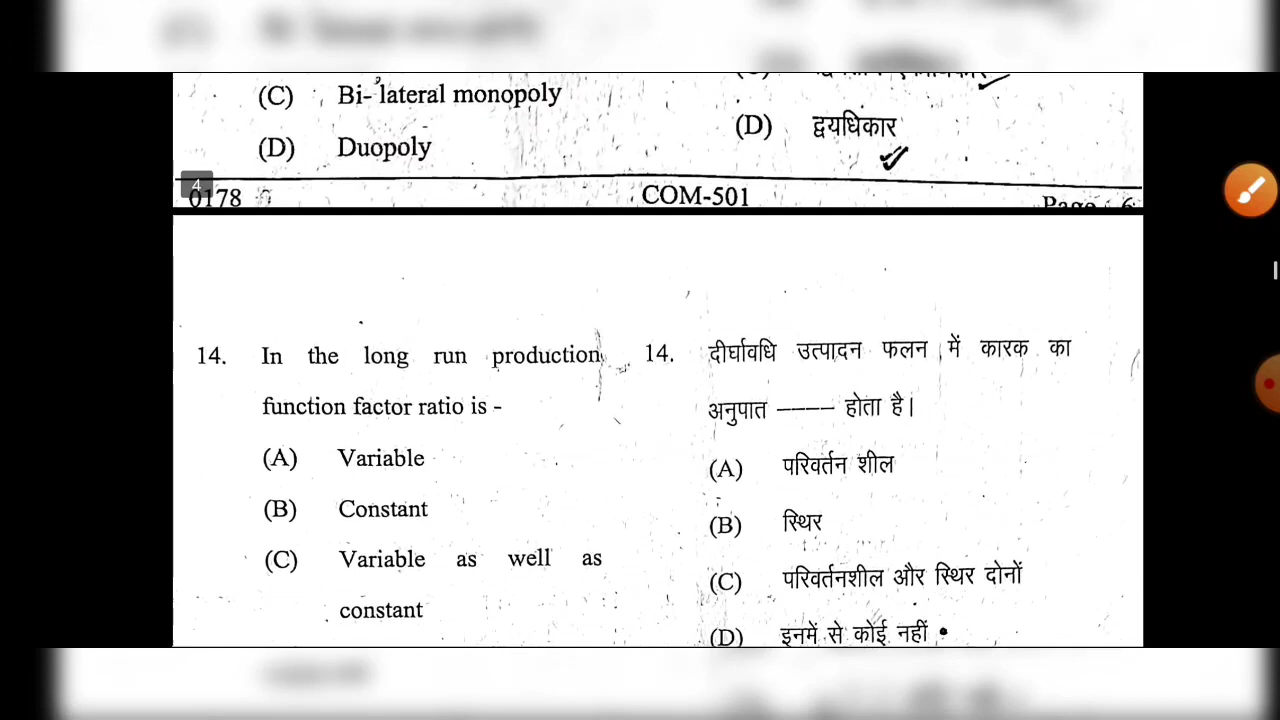 (C) Bi- lateral monopoly
(D) Duopoly
(D) द्वयधिकार
4
0178
COM-501
14. In the long run production
function factor ratio is -
(A) Variable
(B) Constant
(C) Variable as well as
constant
14. दीर्घावधि उत्पादन फलन में कारक का
अनुपात ---- होता है।
(A) परिवर्तन शील
(B) स्थिर
(C) परिवर्तनशील और स्थिर दोनों
(D) इनमें से कोई नहीं